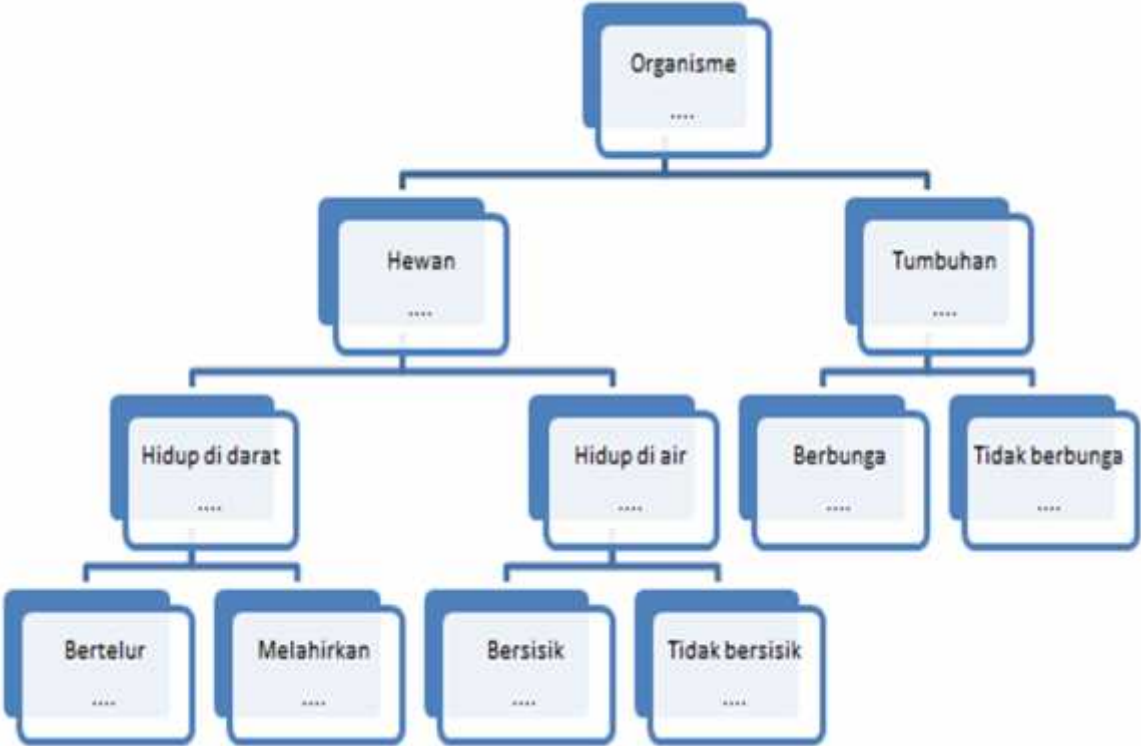 Organisme
....
Hewan
....
Tumbuhan
....
Hidup di darat
....
Hidup di air
....
Berbunga
....
Tidak berbunga
....
Bertelur
....
Melahirkan
....
Bersisik
....
Tidak bersisik
....